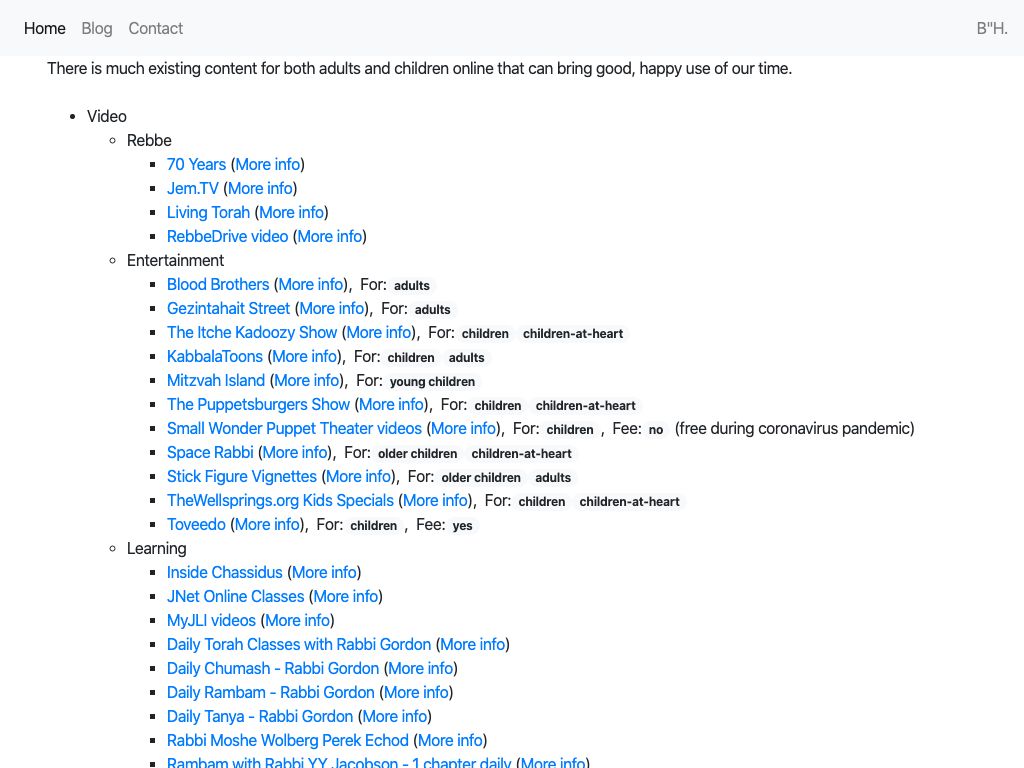 Home Blog Contact B"H.
There is much existing content for both adults and children online that can bring good, happy use of our time.
Video
Rebbe
70 Years (More info)
Jem.TV (More info)
Living Torah (More info)
RebbeDrive video (More info)
Entertainment
Blood Brothers (More info), For: adults
Gezintahait Street (More info), For: adults
The Itche Kadoozy Show (More info), For: children children-at-heart
KabbalaToons (More info), For: children adults
Mitzvah Island (More info), For: young children
The Puppetsburgers Show (More info), For: children children-at-heart
Small Wonder Puppet Theater videos (More info), For: children , Fee: no (free during coronavirus pandemic)
Space Rabbi (More info), For: older children children-at-heart
Stick Figure Vignettes (More info), For: older children adults
TheWellsprings.org Kids Specials (More info), For: children children-at-heart
Toveedo (More info), For: children , Fee: yes
Learning
Inside Chassidus (More info)
JNet Online Classes (More info)
MyJLI videos (More info)
Daily Torah Classes with Rabbi Gordon (More info)
Daily Chumash - Rabbi Gordon (More info)
Daily Rambam - Rabbi Gordon (More info)
Daily Tanya - Rabbi Gordon (More info)
Rabbi Moshe Wolberg Perek Echod (More info)
Rambam with Rabbi YY Jacobson - 1 chapter daily (More info)